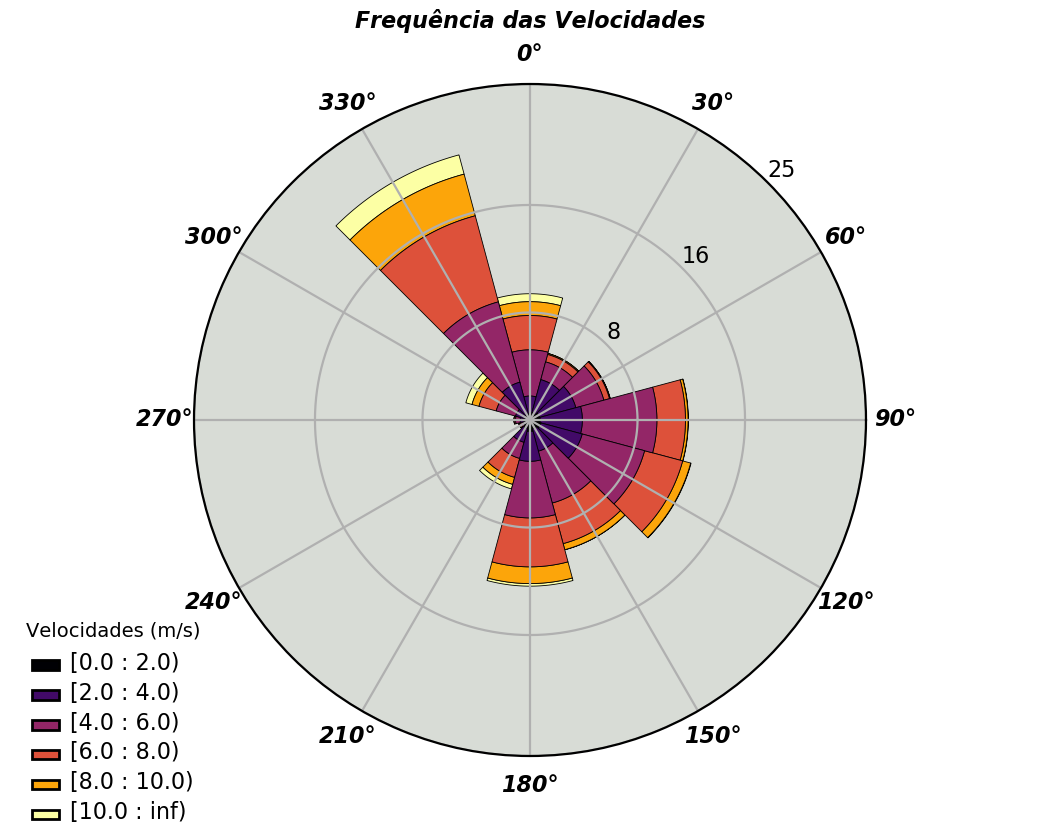 Frequência das Velocidades
0°
330°
30°
25
300°
60°
16
8
270°
90°
240°
120°
210°
150°
180°
Velocidades (m/s)
[0.0 : 2.0)
[2.0 : 4.0)
[4.0 : 6.0)
[6.0 : 8.0)
[8.0 : 10.0)
[10.0 : inf)